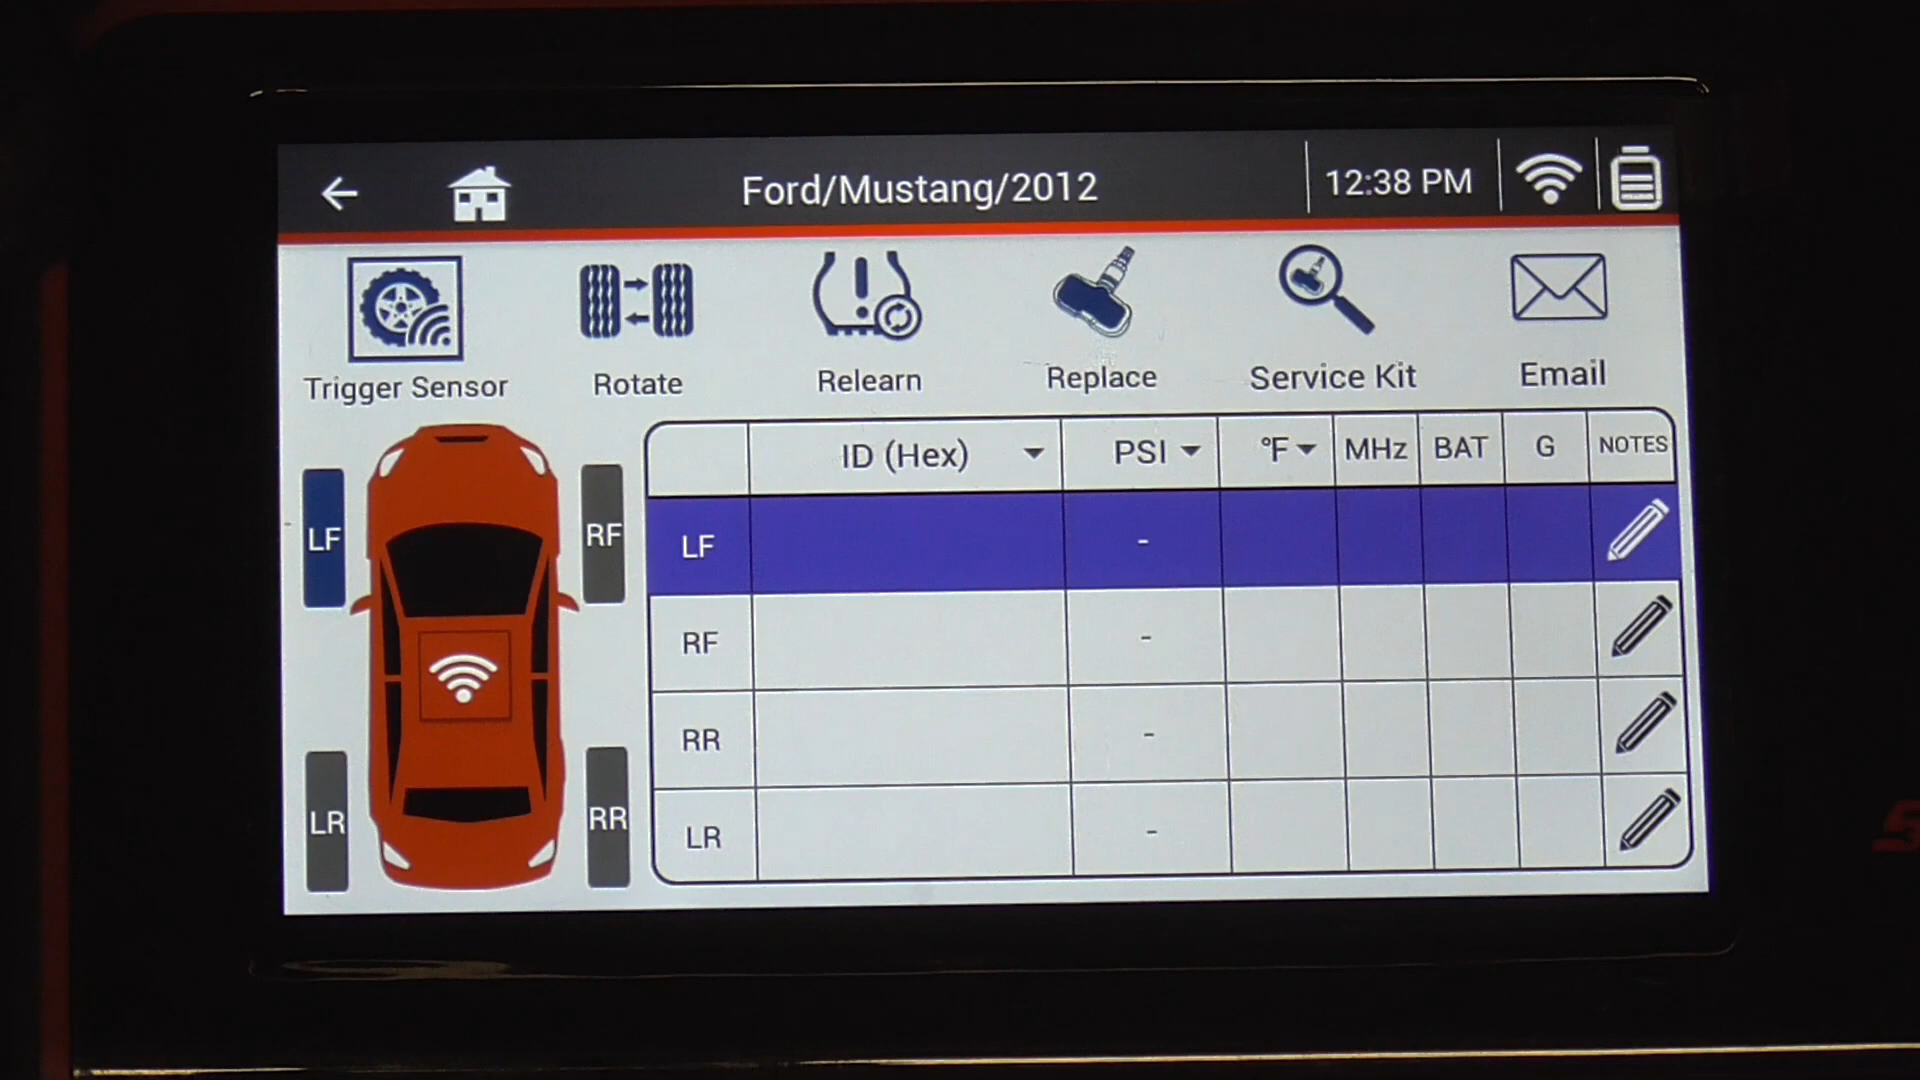 Ford/Mustang/2012
12:38 PM
Trigger Sensor
Rotate
Relearn
Replace
Service Kit
Email
LF
RF
LR
RR
ID (Hex) PSI °F MHz BAT G NOTES
LF -
RF -
RR -
LR -